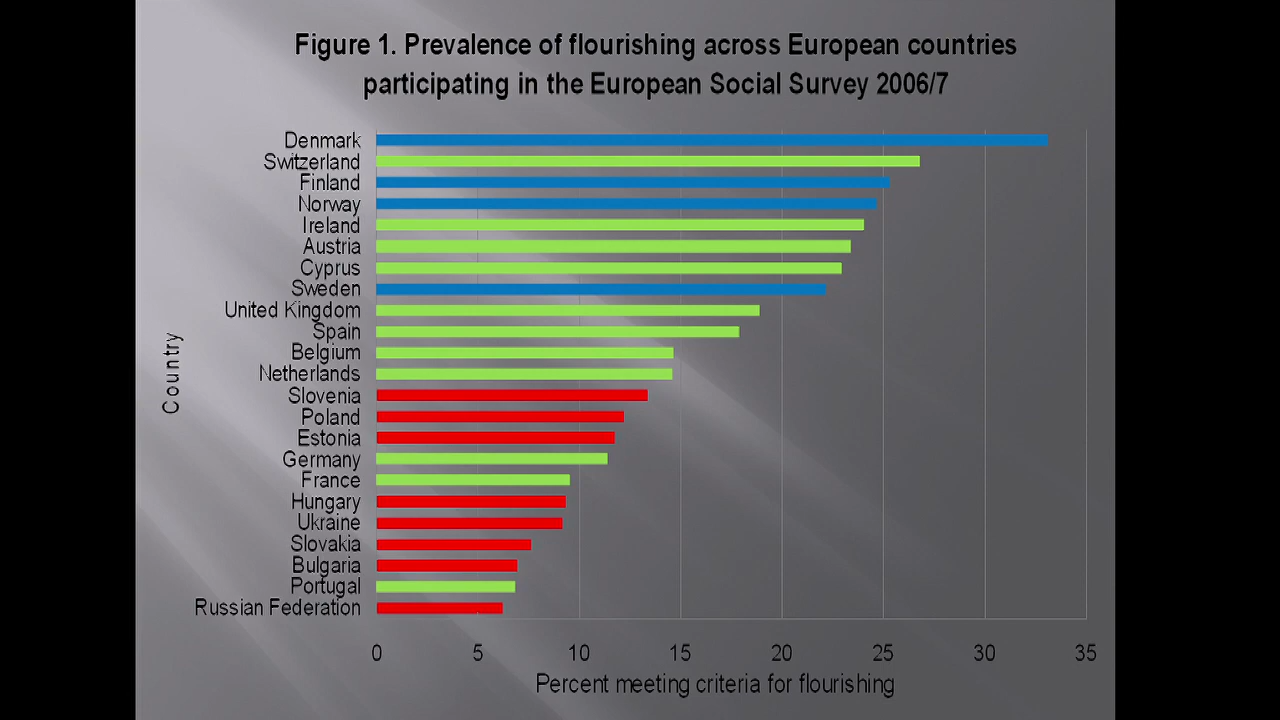 Figure 1. Prevalence of flourishing across European countries
participating in the European Social Survey 2006/7
Country
Denmark
Switzerland
Finland
Norway
Ireland
Austria
Cyprus
Sweden
United Kingdom
Spain
Belgium
Netherlands
Slovenia
Poland
Estonia
Germany
France
Hungary
Ukraine
Slovakia
Bulgaria
Portugal
Russian Federation
0 5 10 15 20 25 30 35
Percent meeting criteria for flourishing